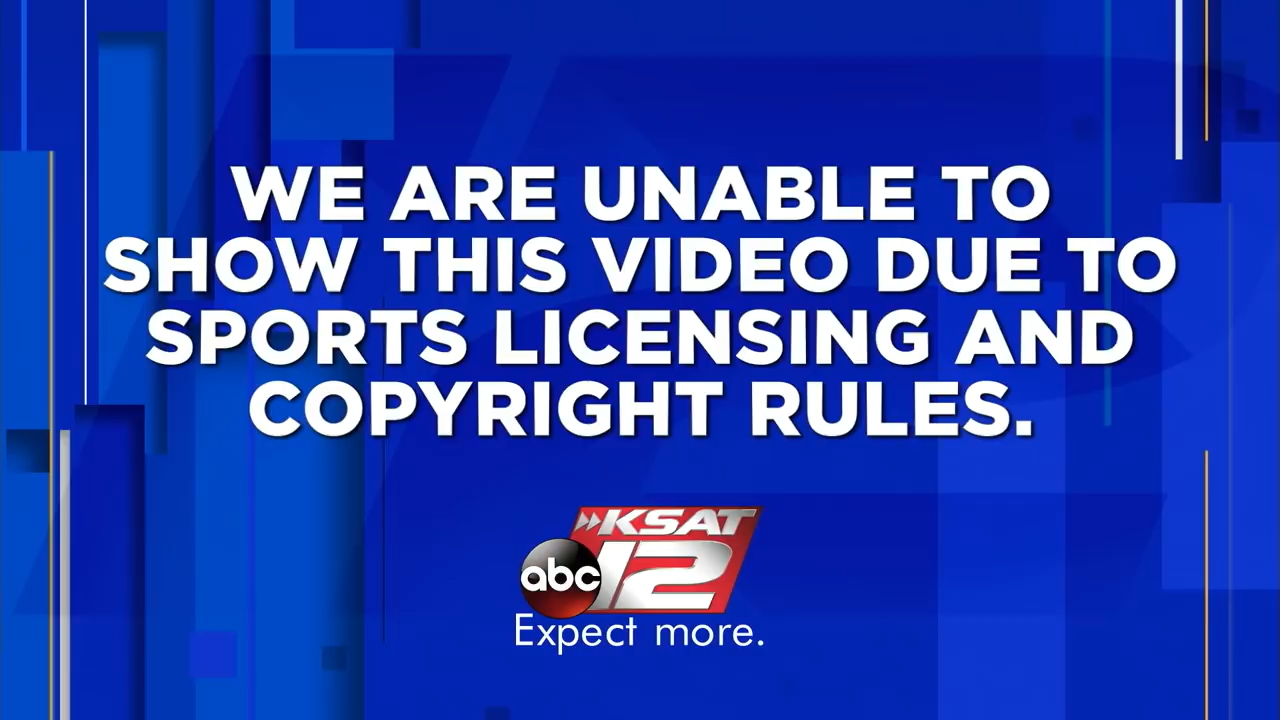 WE ARE UNABLE TO
SHOW THIS VIDEO DUE TO
SPORTS LICENSING AND
COPYRIGHT RULES.
KSAT
abc 12
Expect more.